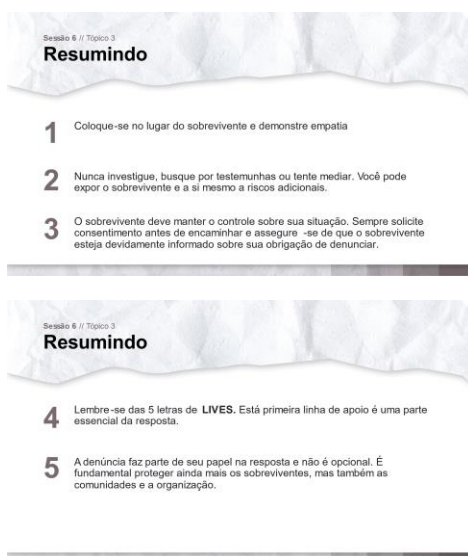 Sessão 6 // Tópico 3
Resumindo
1 Coloque-se no lugar do sobrevivente e demonstre empatia
2 Nunca investigue, busque por testemunhas ou tente mediar. Você pode
expor o sobrevivente e a si mesmo a riscos adicionais.
3 O sobrevivente deve manter o controle sobre sua situação. Sempre solicite
consentimento antes de encaminhar e assegure -se de que o sobrevivente
esteja devidamente informado sobre sua obrigação de denunciar.
Sessão 6 // Tópico 3
Resumindo
4 Lembre-se das 5 letras de LIVES. Está primeira linha de apoio é uma parte
essencial da resposta.
5 A denúncia faz parte de seu papel na resposta e não é opcional. É
fundamental proteger ainda mais os sobreviventes, mas também as
comunidades e a organização.